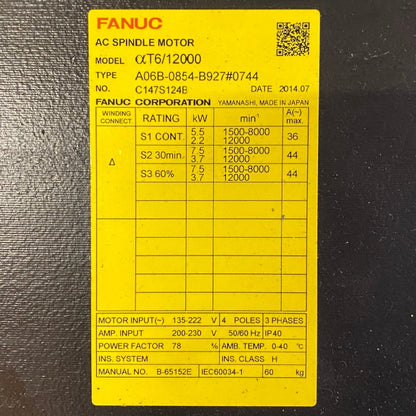 FANUC
AC SPINDLE MOTOR
MODEL αT6/12000
TYPE A06B-0854-B927#0744
NO. C147S124B DATE 2014.07
FANUC CORPORATION YAMANASHI, MADE IN JAPAN
WINDING CONNECT RATING kW min⁻¹ A(~) max.
Δ S1 CONT. 5.5 1500-8000 36
2.2 12000
S2 30min. 7.5 1500-8000 44
3.7 12000
S3 60% 7.5 1500-8000 44
3.7 12000
MOTOR INPUT(~) 135-222 V 4 POLES 3 PHASES
AMP. INPUT 200-230 V 50/60 Hz IP40
POWER FACTOR 78 % AMB. TEMP. 0-40 ℃
INS. SYSTEM INS. CLASS H
MANUAL NO. B-65152E IEC60034-1 60 kg